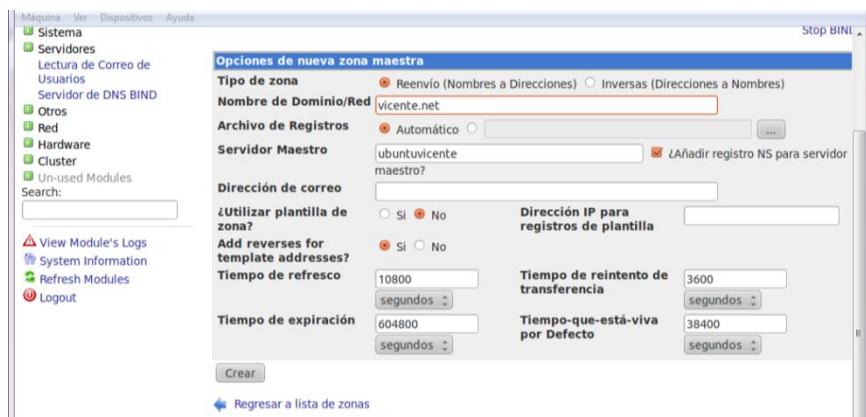 Máquina Ver Dispositivos Ayuda
Sistema
Stop BIND
Servidores
Lectura de Correo de
Usuarios
Servidor de DNS BIND
Otros
Red
Hardware
Cluster
Un-used Modules
Search:
View Module's Logs
System Information
Refresh Modules
Logout
Opciones de nueva zona maestra
Tipo de zona Reenvío (Nombres a Direcciones) Inversas (Direcciones a Nombres)
Nombre de Dominio/Red vicente.net
Archivo de Registros Automático ...
Servidor Maestro ubuntuvicente ¿Añadir registro NS para servidor
maestro?
Dirección de correo
¿Utilizar plantilla de
zona? Si No
Dirección IP para
registros de plantilla
Add reverses for
template addresses? Si No
Tiempo de refresco 10800
segundos
Tiempo de reintento de
transferencia 3600
segundos
Tiempo de expiración 604800
segundos
Tiempo-que-está-viva
por Defecto 38400
segundos
Crear
Regresar a lista de zonas